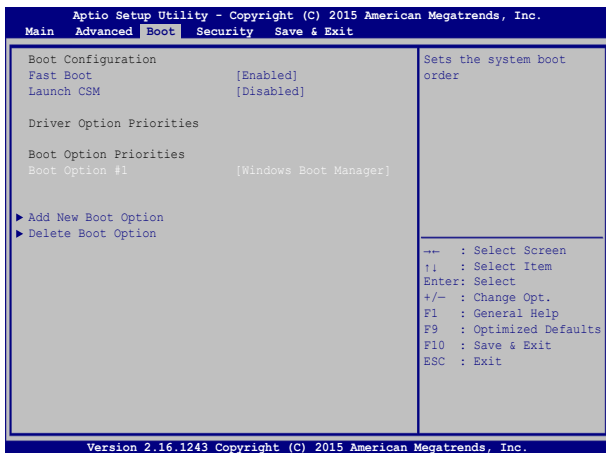 Aptio Setup Utility - Copyright (C) 2015 American Megatrends, Inc.
Main Advanced Boot Security Save & Exit
Boot Configuration
Fast Boot [Enabled]
Launch CSM [Disabled]
Driver Option Priorities
Boot Option Priorities
Boot Option #1 [Windows Boot Manager]
▶ Add New Boot Option
▶ Delete Boot Option
Sets the system boot
order
→← : Select Screen
↑↓ : Select Item
Enter: Select
+/— : Change Opt.
F1 : General Help
F9 : Optimized Defaults
F10 : Save & Exit
ESC : Exit
Version 2.16.1243 Copyright (C) 2015 American Megatrends, Inc.